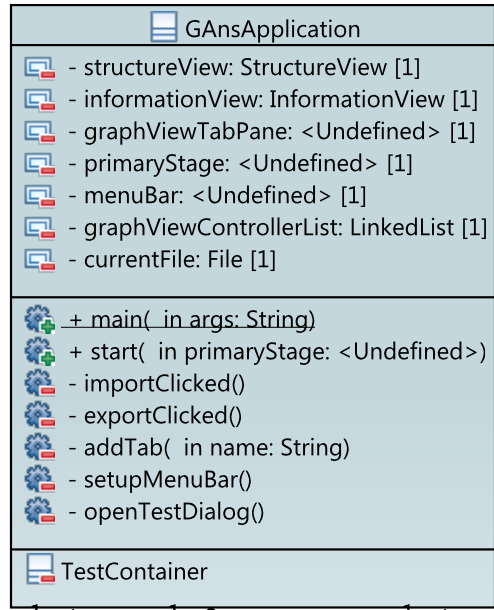 GAnsApplication
- structureView: StructureView [1]
- informationView: InformationView [1]
- graphViewTabPane: <Undefined> [1]
- primaryStage: <Undefined> [1]
- menuBar: <Undefined> [1]
- graphViewControllerList: LinkedList [1]
- currentFile: File [1]
+ main(  in args: String)
+ start(  in primaryStage: <Undefined>)
- importClicked()
- exportClicked()
- addTab(  in name: String)
- setupMenuBar()
- openTestDialog()
TestContainer